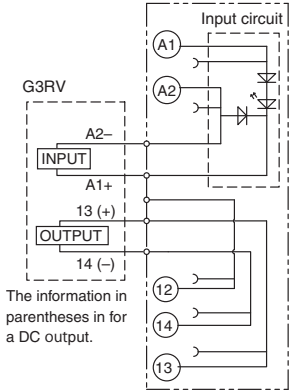 Input circuit
A1
A2
G3RV
A2–
INPUT
A1+
13 (+)
OUTPUT
14 (–)
12
14
13
The information in
parentheses in for
a DC output.